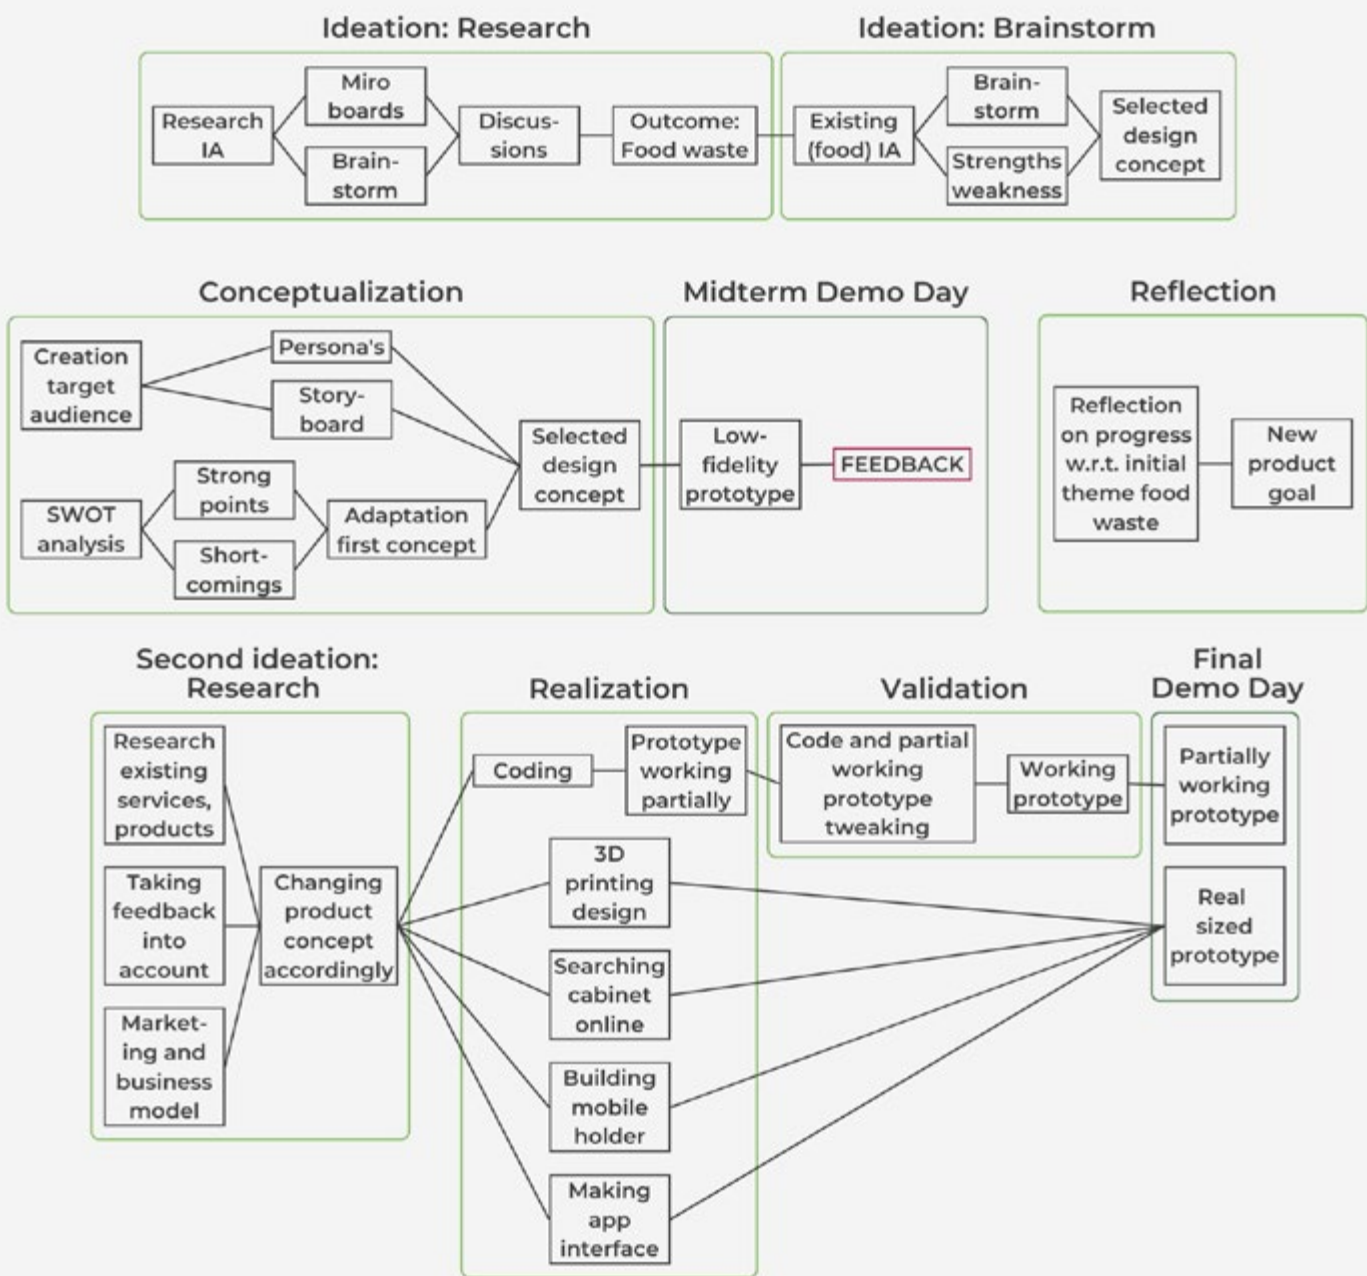 Ideation: Research
Ideation: Brainstorm
Research
IA
Miro
boards
Brain-
storm
Discus-
sions
Outcome:
Food waste
Existing
(food) IA
Brain-
storm
Strengths
weakness
Selected
design
concept
Conceptualization
Midterm Demo Day
Reflection
Creation
target
audience
Persona's
Story-
board
SWOT
analysis
Strong
points
Short-
comings
Adaptation
first concept
Selected
design
concept
Low-
fidelity
prototype
FEEDBACK
Reflection
on progress
w.r.t. initial
theme food
waste
New
product
goal
Second ideation:
Research
Realization
Validation
Final
Demo Day
Research
existing
services,
products
Taking
feedback
into
account
Market-
ing and
business
model
Changing
product
concept
accordingly
Coding
Prototype
working
partially
3D
printing
design
Searching
cabinet
online
Building
mobile
holder
Making
app
interface
Code and partial
working
prototype
tweaking
Working
prototype
Partially
working
prototype
Real
sized
prototype